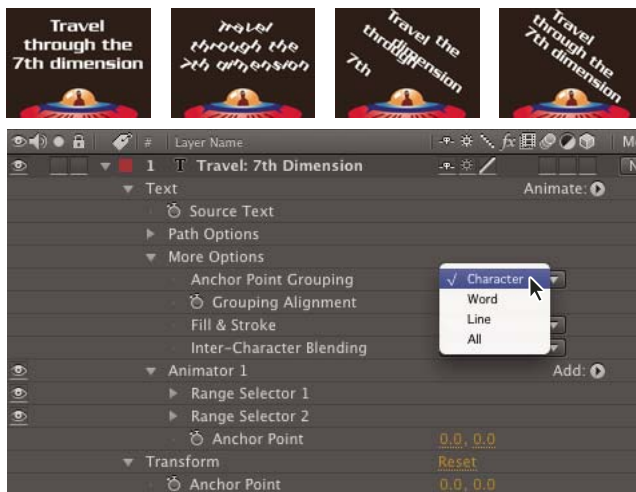 Travel
through the
7th dimension
Travel
through the
7th dimension
Travel the
through
7th dimension
Travel
through the
7th dimension
# Layer Name fx M
1 T Travel: 7th Dimension N
Text Animate:
Source Text
Path Options
More Options
Anchor Point Grouping √ Character
Word
Grouping Alignment
Line
Fill & Stroke
All
Inter-Character Blending
Animator 1 Add:
Range Selector 1
Range Selector 2
Anchor Point 0.0, 0.0
Transform Reset
Anchor Point 0.0, 0.0